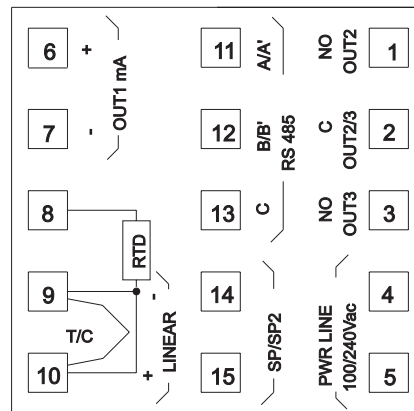 6 + OUT1 mA
7 -
8
RTD
9 -
T/C
LINEAR
10 +
11 A/A'
12 B/B'
RS 485
13 C
14
SP/SP2
15
NO OUT2 1
C OUT2/3 2
NO OUT3 3
4
PWR LINE
100/240Vac
5